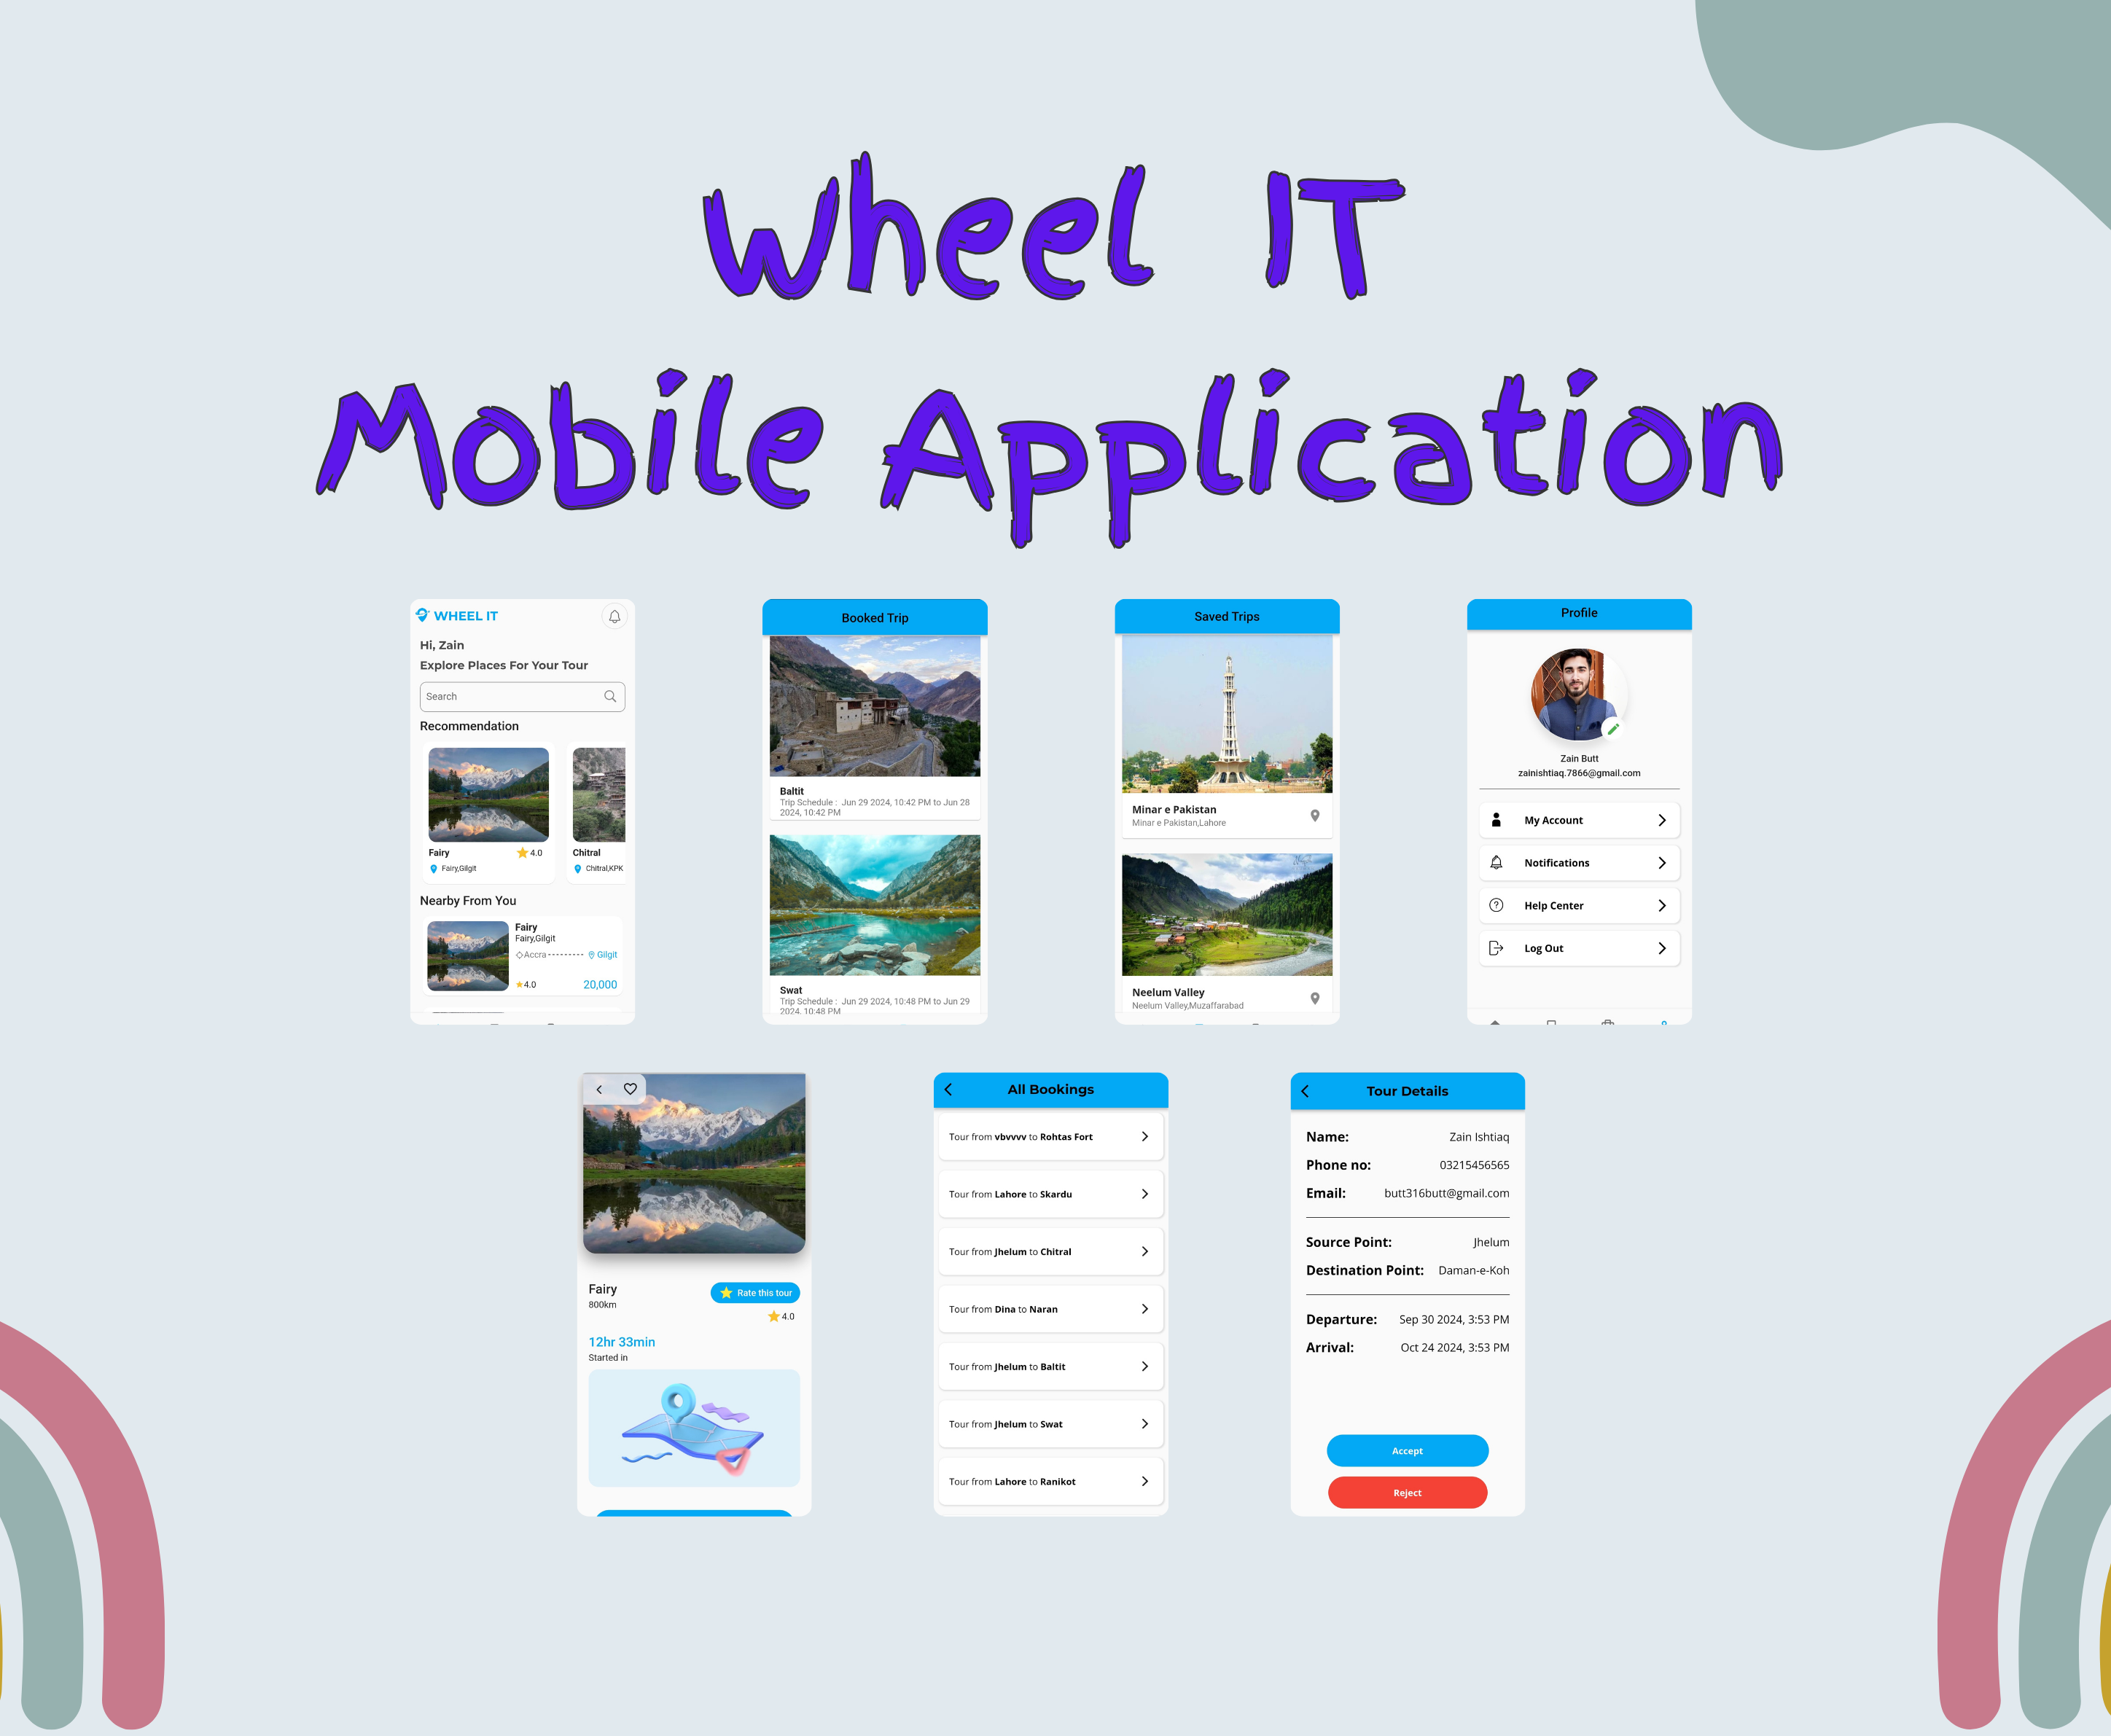 Wheel IT
Mobile Application
WHEEL IT
Hi, Zain
Explore Places For Your Tour
Search
Recommendation
Fairy
4.0
Fairy,Gilgit
Chitral
Chitral,KPK
Nearby From You
Fairy
Fairy,Gilgit
Accra
Gilgit
4.0
20,000
Booked Trip
Baltit
Trip Schedule : Jun 29 2024, 10:42 PM to Jun 28
2024, 10:42 PM
Swat
Trip Schedule : Jun 29 2024, 10:48 PM to Jun 29
2024, 10:48 PM
Saved Trips
Minar e Pakistan
Minar e Pakistan,Lahore
Neelum Valley
Neelum Valley,Muzaffarabad
Profile
Zain Butt
zainishtiaq.7866@gmail.com
My Account
Notifications
Help Center
Log Out
Fairy
800km
Rate this tour
4.0
12hr 33min
Started in
All Bookings
Tour from vbvvvv to Rohtas Fort
Tour from Lahore to Skardu
Tour from Jhelum to Chitral
Tour from Dina to Naran
Tour from Jhelum to Baltit
Tour from Jhelum to Swat
Tour from Lahore to Ranikot
Tour Details
Name: Zain Ishtiaq
Phone no: 03215456565
Email: butt316butt@gmail.com
Source Point: Jhelum
Destination Point: Daman-e-Koh
Departure: Sep 30 2024, 3:53 PM
Arrival: Oct 24 2024, 3:53 PM
Accept
Reject